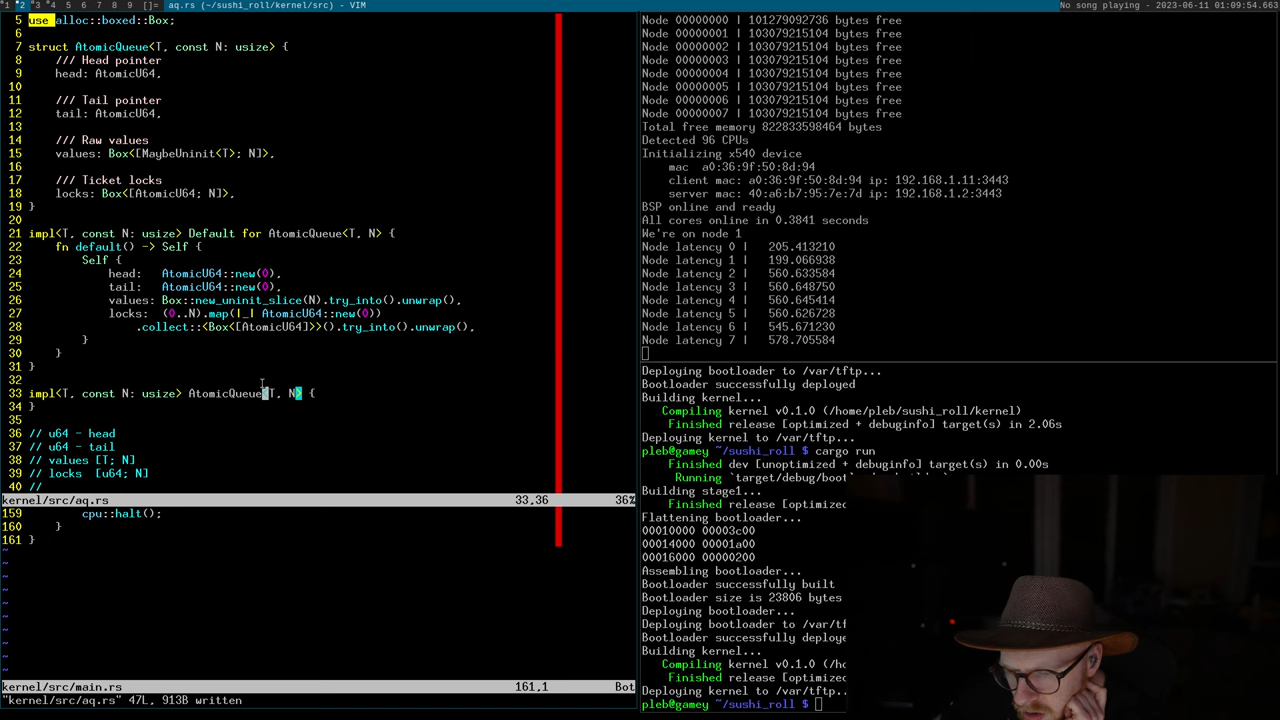 1 2 3 4 5 6 7 8 9 []= aq.rs (~/sushi_roll/kernel/src) - VIM
No song playing - 2023-06-11 01:09:54.663
5 use alloc::boxed::Box;
6
7 struct AtomicQueue<T, const N: usize> {
8     /// Head pointer
9     head: AtomicU64,
10
11     /// Tail pointer
12     tail: AtomicU64,
13
14     /// Raw values
15     values: Box<[MaybeUninit<T>; N]>,
16
17     /// Ticket locks
18     locks: Box<[AtomicU64; N]>,
19 }
20
21 impl<T, const N: usize> Default for AtomicQueue<T, N> {
22     fn default() -> Self {
23         Self {
24             head:   AtomicU64::new(0),
25             tail:   AtomicU64::new(0),
26             values: Box::new_uninit_slice(N).try_into().unwrap(),
27             locks:  (0..N).map(|_| AtomicU64::new(0))
28                 .collect::<Box<[AtomicU64]>>().try_into().unwrap(),
29         }
30     }
31 }
32
33 impl<T, const N: usize> AtomicQueue<T, N> {
34 }
35
36 // u64 - head
37 // u64 - tail
38 // values [T; N]
39 // locks  [u64; N]
40 //
kernel/src/aq.rs 33,36 36%
159         cpu::halt();
160     }
161 }
~
~
~
~
~
~
~
~
~
~
kernel/src/main.rs 161,1 Bot
"kernel/src/aq.rs" 47L, 913B written
Node 00000000 | 101279092736 bytes free
Node 00000001 | 103079215104 bytes free
Node 00000002 | 103079215104 bytes free
Node 00000003 | 103079215104 bytes free
Node 00000004 | 103079215104 bytes free
Node 00000005 | 103079215104 bytes free
Node 00000006 | 103079215104 bytes free
Node 00000007 | 103079215104 bytes free
Total free memory 822833598464 bytes
Detected 96 CPUs
Initializing x540 device
    mac  a0:36:9f:50:8d:94
    client mac: a0:36:9f:50:8d:94 ip: 192.168.1.11:3443
    server mac: 40:a6:b7:95:7e:7d ip: 192.168.1.2:3443
BSP online and ready
All cores online in 0.3841 seconds
We're on node 1
Node latency 0 |   205.413210
Node latency 1 |   199.066938
Node latency 2 |   560.633584
Node latency 3 |   560.648750
Node latency 4 |   560.645414
Node latency 5 |   560.626728
Node latency 6 |   545.671230
Node latency 7 |   578.705584
Deploying bootloader to /var/tftp...
Bootloader successfully deployed
Building kernel...
   Compiling kernel v0.1.0 (/home/pleb/sushi_roll/kernel)
    Finished release [optimized + debuginfo] target(s) in 2.06s
Deploying kernel to /var/tftp...
pleb@gamey ~/sushi_roll $ cargo run
    Finished dev [unoptimized + debuginfo] target(s) in 0.00s
     Running `target/debug/boot
Building stage1...
    Finished release [optimized
Flattening bootloader...
00010000 00003c00
00014000 00001a00
00016000 00000200
Assembling bootloader...
Bootloader successfully built
Bootloader size is 23806 bytes
Deploying bootloader...
Deploying bootloader to /var/tf
Bootloader successfully deploye
Building kernel...
   Compiling kernel v0.1.0 (/ho
    Finished release [optimized
Deploying kernel to /var/tftp..
pleb@gamey ~/sushi_roll $